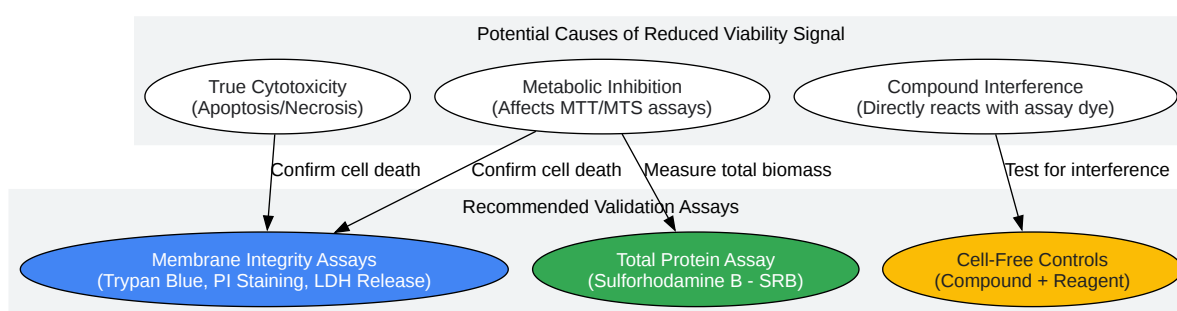 Potential Causes of Reduced Viability Signal
True Cytotoxicity
(Apoptosis/Necrosis)
Metabolic Inhibition
(Affects MTT/MTS assays)
Compound Interference
(Directly reacts with assay dye)
Confirm cell death
Confirm cell death
Measure total biomass
Test for interference
Recommended Validation Assays
Membrane Integrity Assays
(Trypan Blue, PI Staining, LDH Release)
Total Protein Assay
(Sulforhodamine B - SRB)
Cell-Free Controls
(Compound + Reagent)